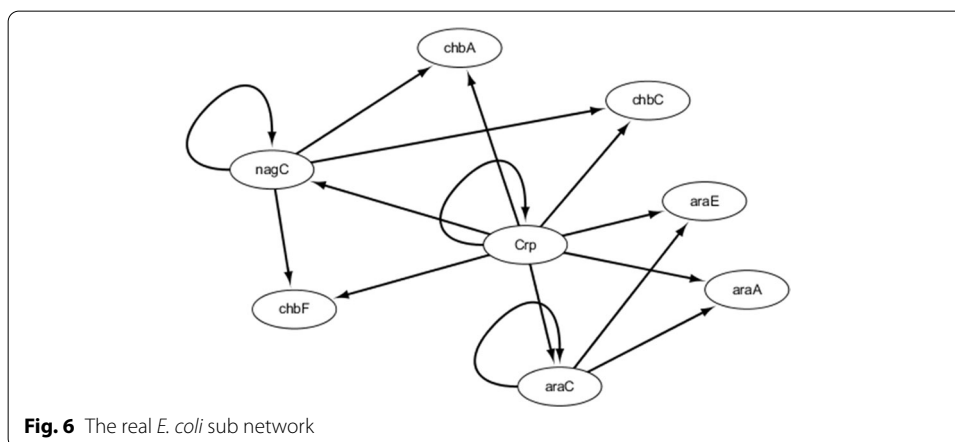 chbA
chbC
nagC
araE
Crp
araA
chbF
araC
Fig. 6 The real E. coli sub network